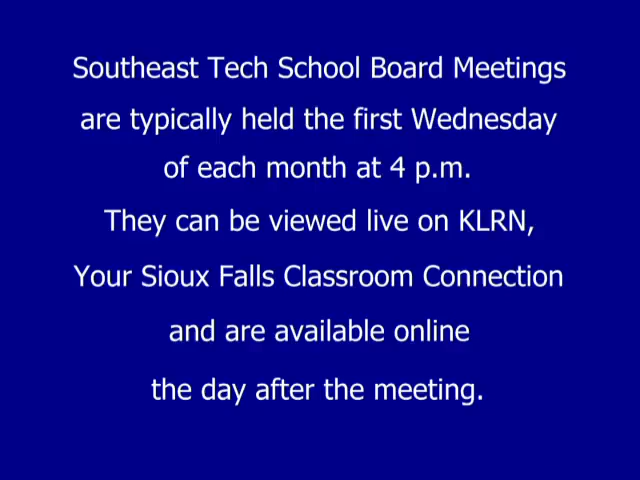 Southeast Tech School Board Meetings
are typically held the first Wednesday
of each month at 4 p.m.
They can be viewed live on KLRN,
Your Sioux Falls Classroom Connection
and are available online
the day after the meeting.